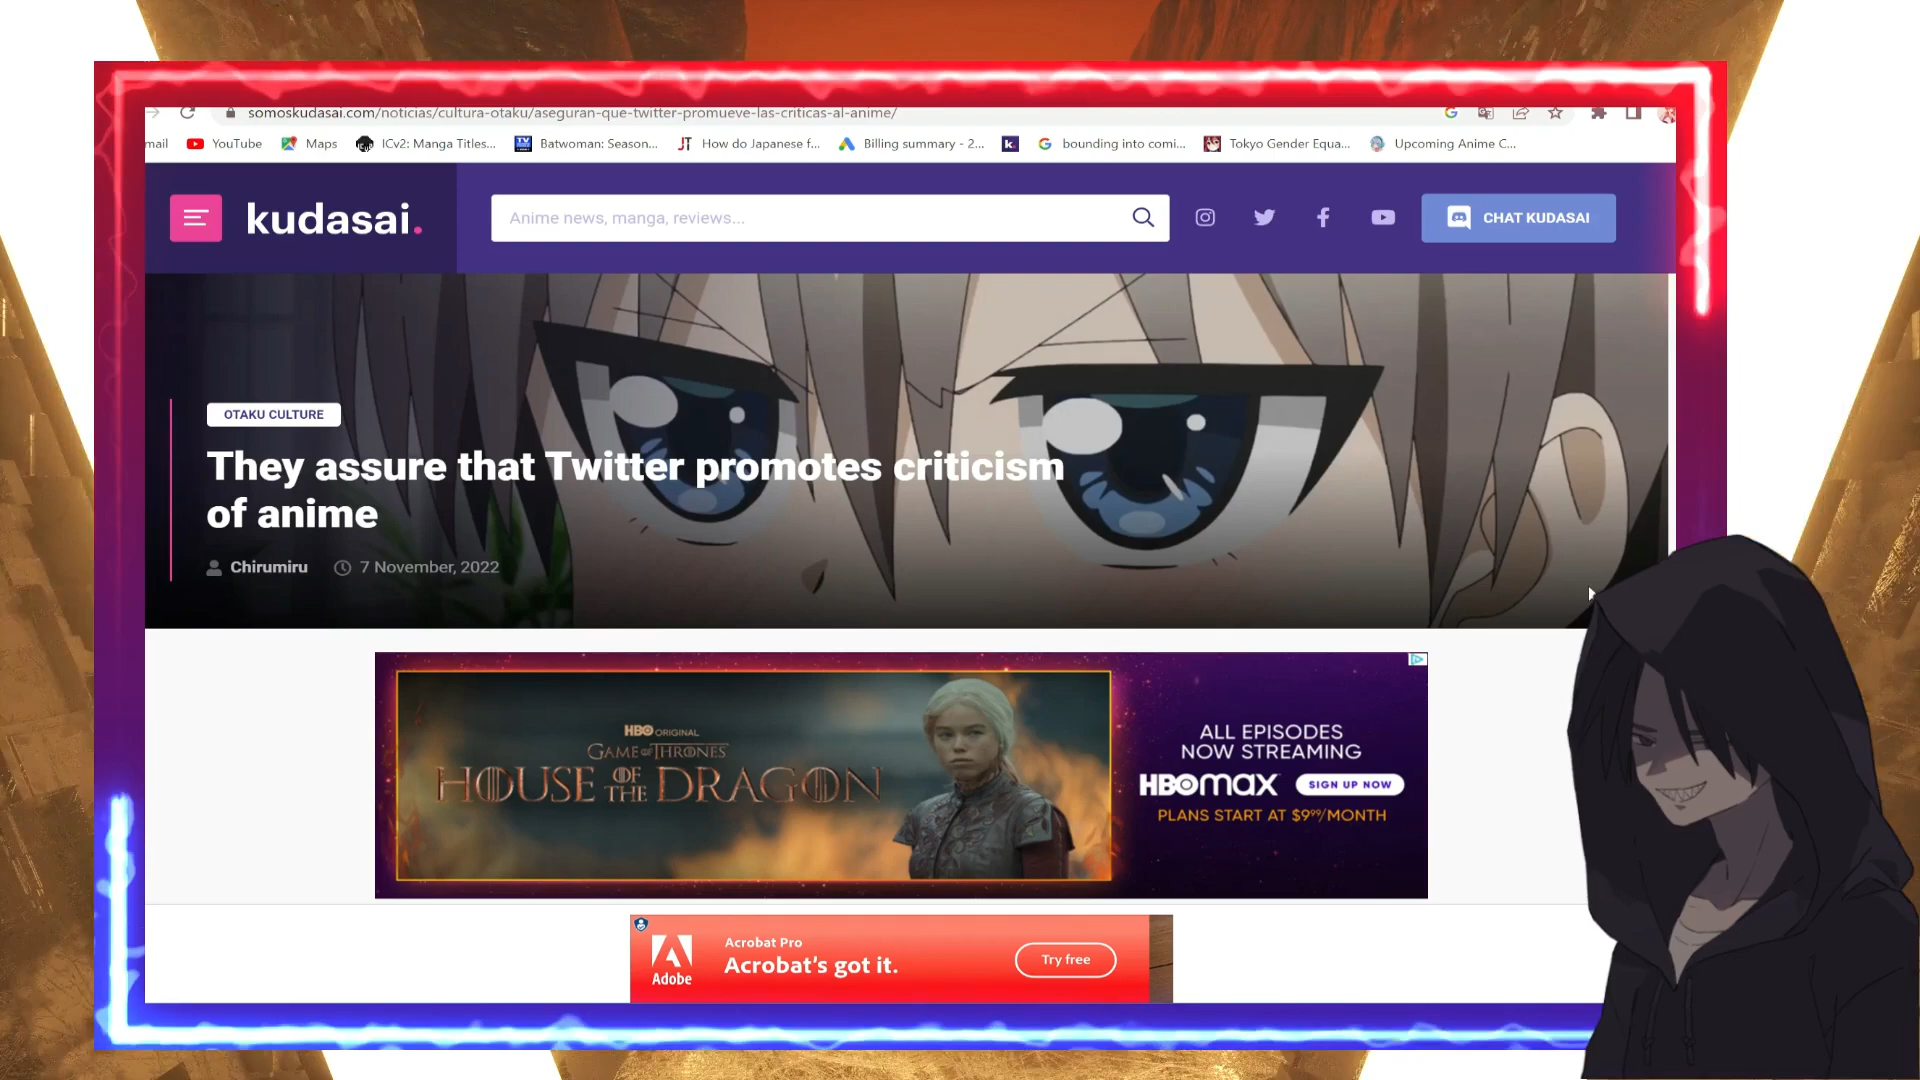 somoskudasai.com/noticias/cultura-otaku/aseguran-que-twitter-promueve-las-criticas-al-anime/
mail YouTube Maps ICv2: Manga Titles... Batwoman: Season... How do Japanese f... Billing summary - 2... k. bounding into comi... Tokyo Gender Equa... Upcoming Anime C...
kudasai.
Anime news, manga, reviews...
CHAT KUDASAI
OTAKU CULTURE
They assure that Twitter promotes criticism
of anime
Chirumiru 7 November, 2022
HBO ORIGINAL
GAME OF THRONES
HOUSE OF THE DRAGON
ALL EPISODES
NOW STREAMING
HBOMAX SIGN UP NOW
PLANS START AT $9⁹⁹/MONTH
Adobe
Acrobat Pro
Acrobat's got it.
Try free